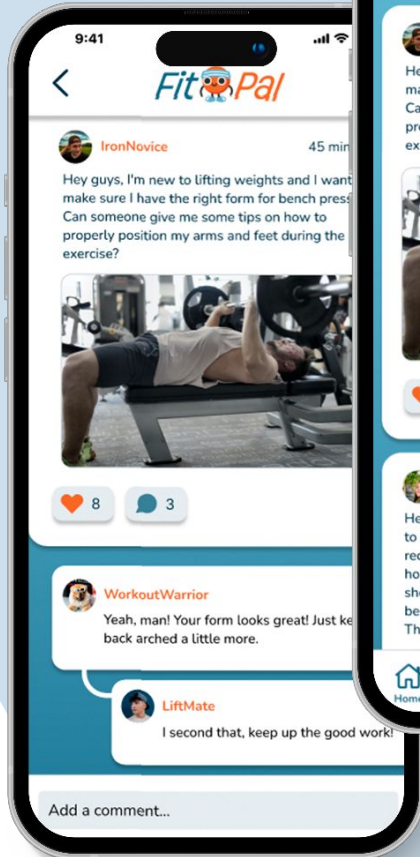 9:41
Fit Pal
IronNovice 45 min
Hey guys, I'm new to lifting weights and I want
make sure I have the right form for bench press
Can someone give me some tips on how to
properly position my arms and feet during the
exercise?
8 3
WorkoutWarrior
Yeah, man! Your form looks great! Just ke
back arched a little more.
LiftMate
I second that, keep up the good work!
Add a comment...
He
ma
Ca
pro
ex
He
to
rec
ho
sh
be
Th
Home